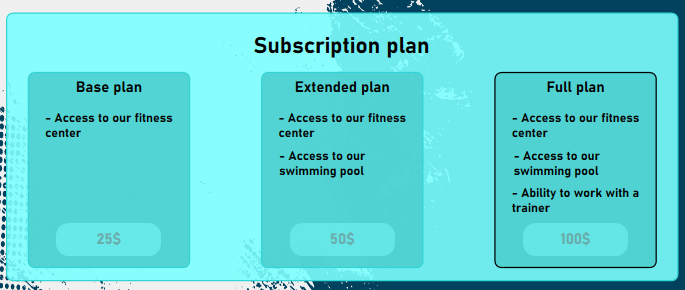 Subscription plan
Base plan
- Access to our fitness
center
25$
Extended plan
- Access to our fitness
center
- Access to our
swimming pool
50$
Full plan
- Access to our fitness
center
- Access to our
swimming pool
- Ability to work with a
trainer
100$